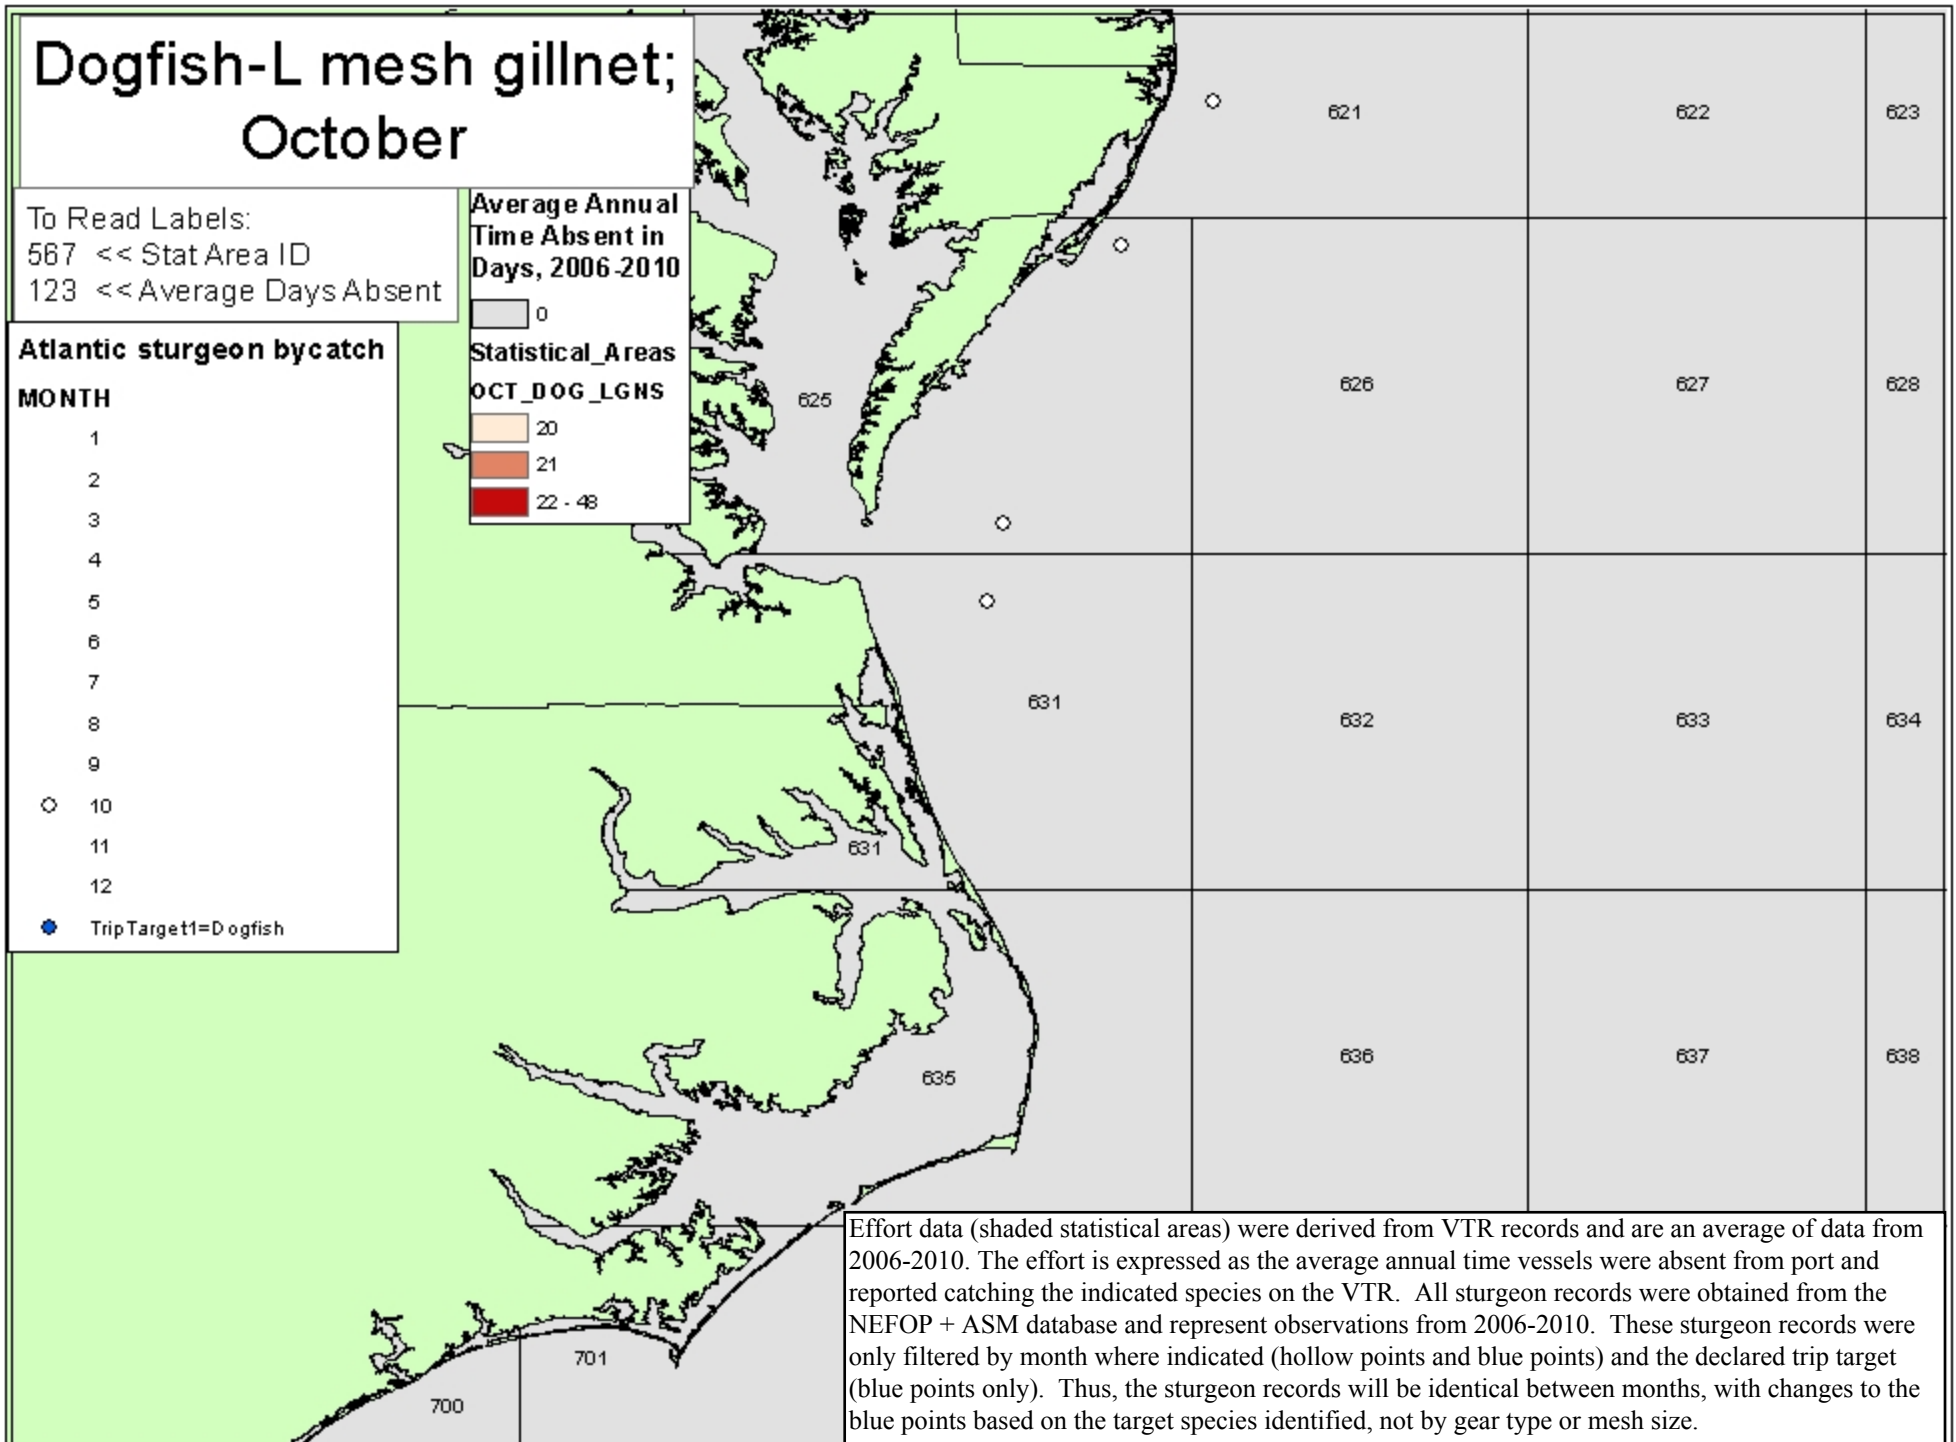 Dogfish-L mesh gillnet;
October
To Read Labels:
567 << Stat Area ID
123 << Average Days Absent
Average Annual
Time Absent in
Days, 2006-2010
0
Statistical_Areas
OCT_DOG_LGNS
20
21
22 - 48
Atlantic sturgeon bycatch
MONTH
1
2
3
4
5
6
7
8
9
10
11
12
TripTarget1=Dogfish
621
622
623
625
626
627
628
631
632
633
634
631
635
636
637
638
701
700
Effort data (shaded statistical areas) were derived from VTR records and are an average of data from
2006-2010. The effort is expressed as the average annual time vessels were absent from port and
reported catching the indicated species on the VTR. All sturgeon records were obtained from the
NEFOP + ASM database and represent observations from 2006-2010. These sturgeon records were
only filtered by month where indicated (hollow points and blue points) and the declared trip target
(blue points only). Thus, the sturgeon records will be identical between months, with changes to the
blue points based on the target species identified, not by gear type or mesh size.